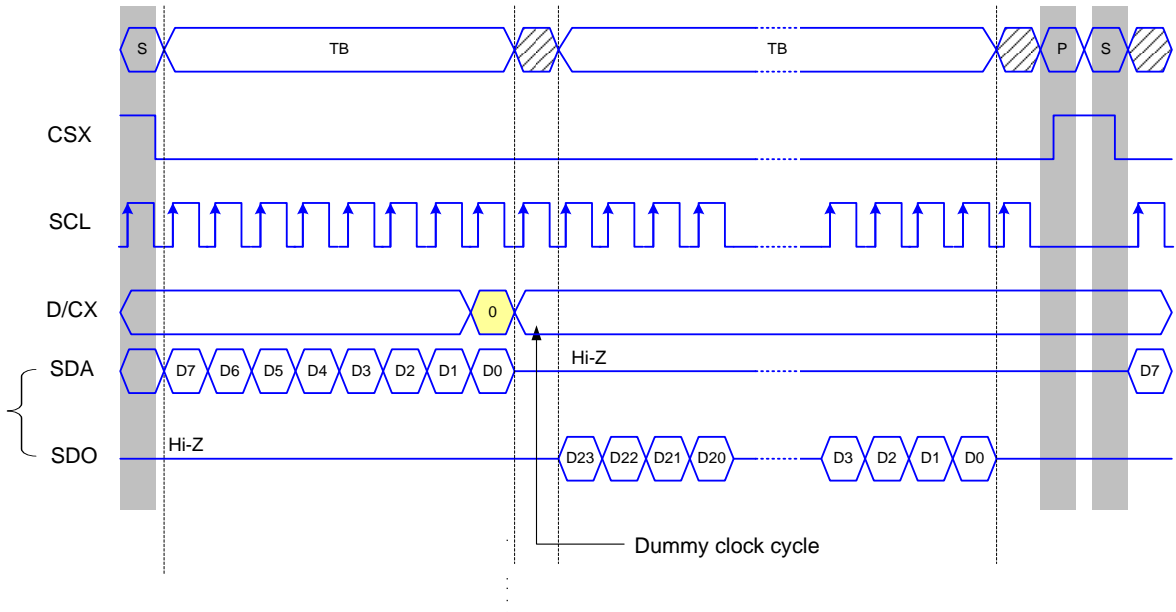 S TB TB P S
CSX
SCL
D/CX 0
SDA D7 D6 D5 D4 D3 D2 D1 D0 Hi-Z D7
SDO Hi-Z D23 D22 D21 D20 D3 D2 D1 D0
Dummy clock cycle